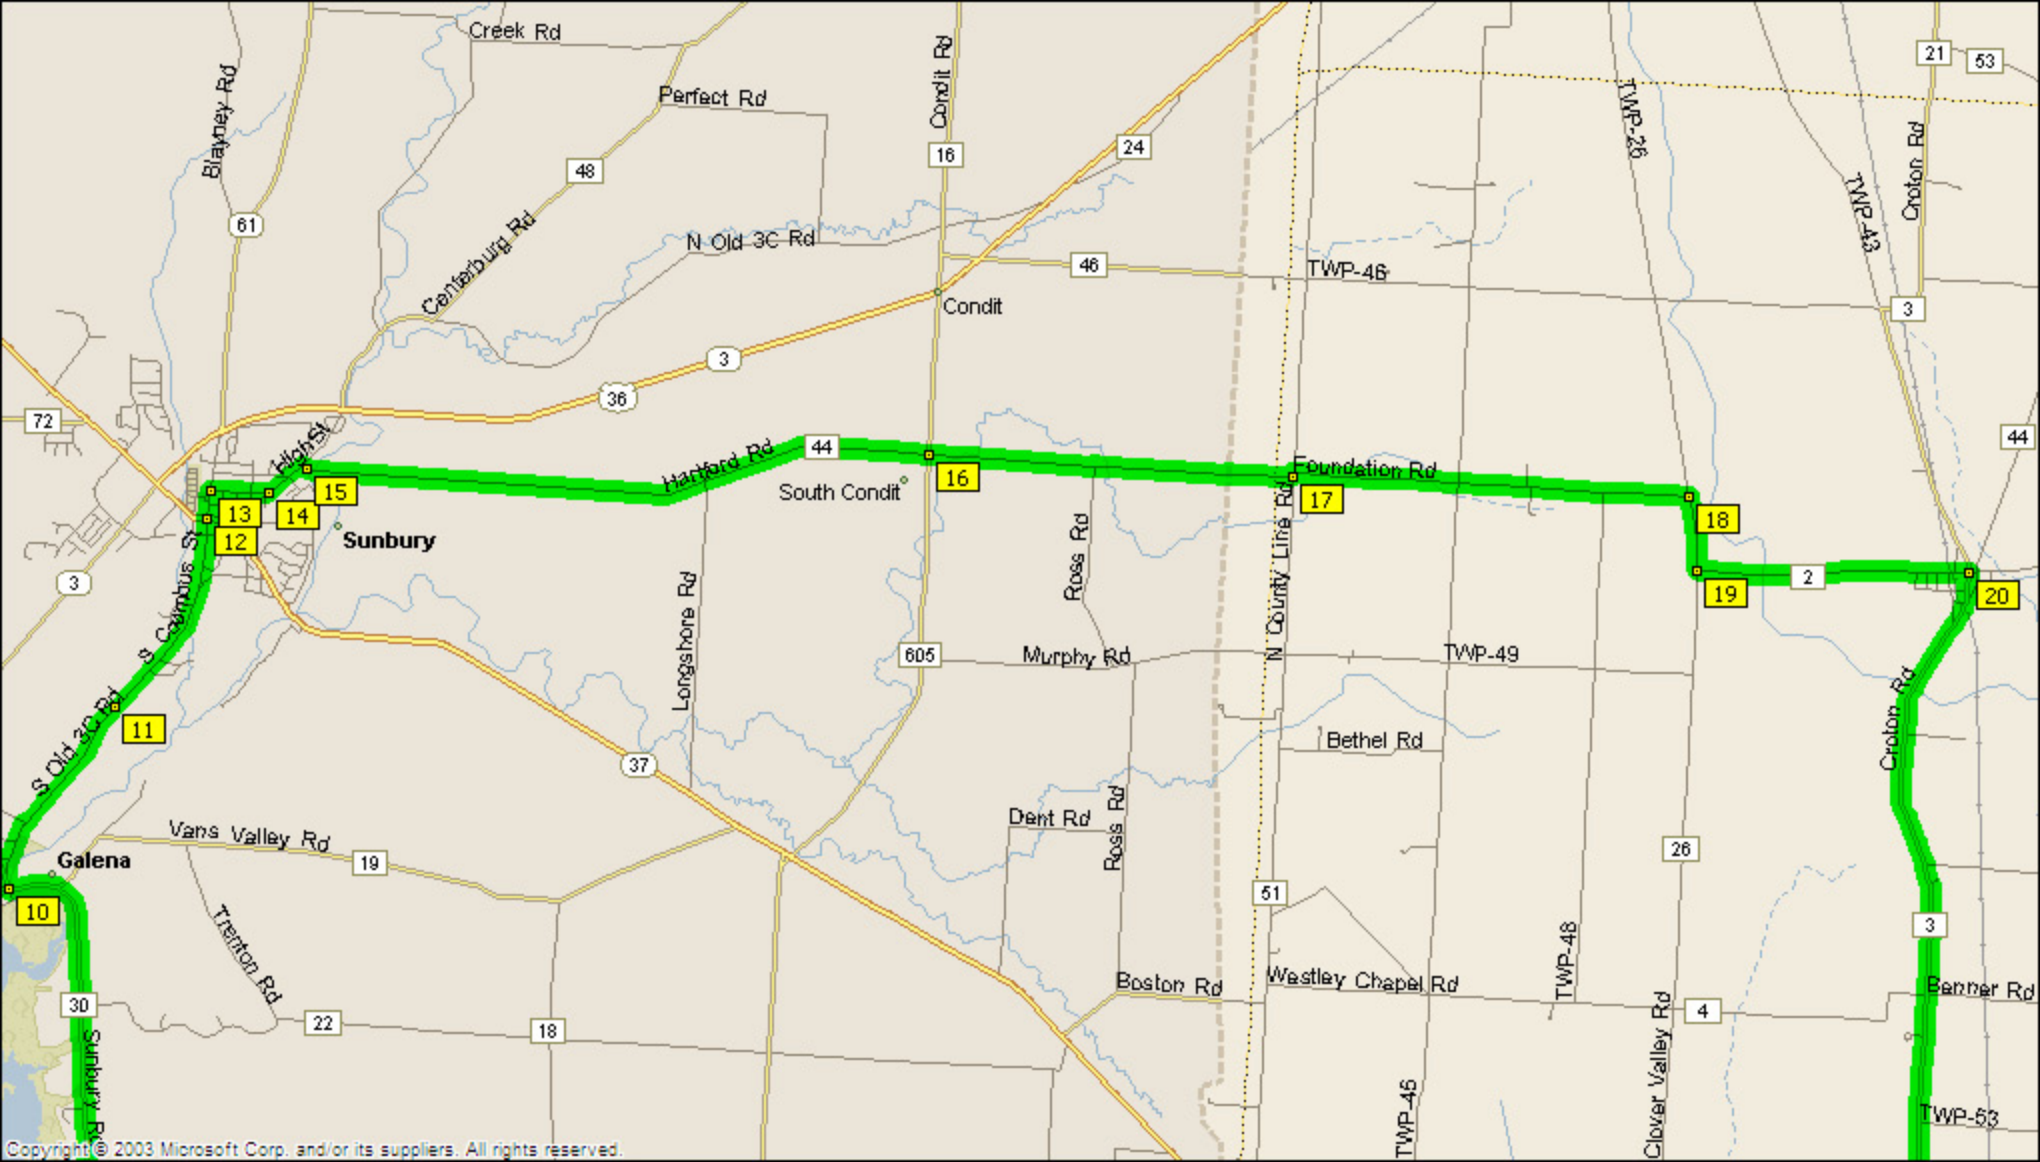 Creek Rd
21
53
Blayney Rd
Perfect Rd
Condit Rd
TWP-26
Croton Rd
24
16
48
TWP-43
61
Centerburg Rd
N Old 3C Rd
46
TWP-46
3
Condit
3
36
72
High St
Hartford Rd
44
44
Foundation Rd
16
South Condit
15
17
13
14
18
12
Sunbury
S Columbus St
Ross Rd
N County Line Rd
3
2
19
20
Longshore Rd
605
Murphy Rd
TWP-49
S Old 3C Rd
11
Croton Rd
Bethel Rd
37
Vans Valley Rd
Dent Rd
Ross Rd
Galena
19
26
10
51
Trenton Rd
3
TWP-48
Boston Rd
Westley Chapel Rd
Benner Rd
30
22
18
4
Sunbury Rd
Clover Valley Rd
TWP-45
TWP-53
Copyright © 2003 Microsoft Corp. and/or its suppliers. All rights reserved.